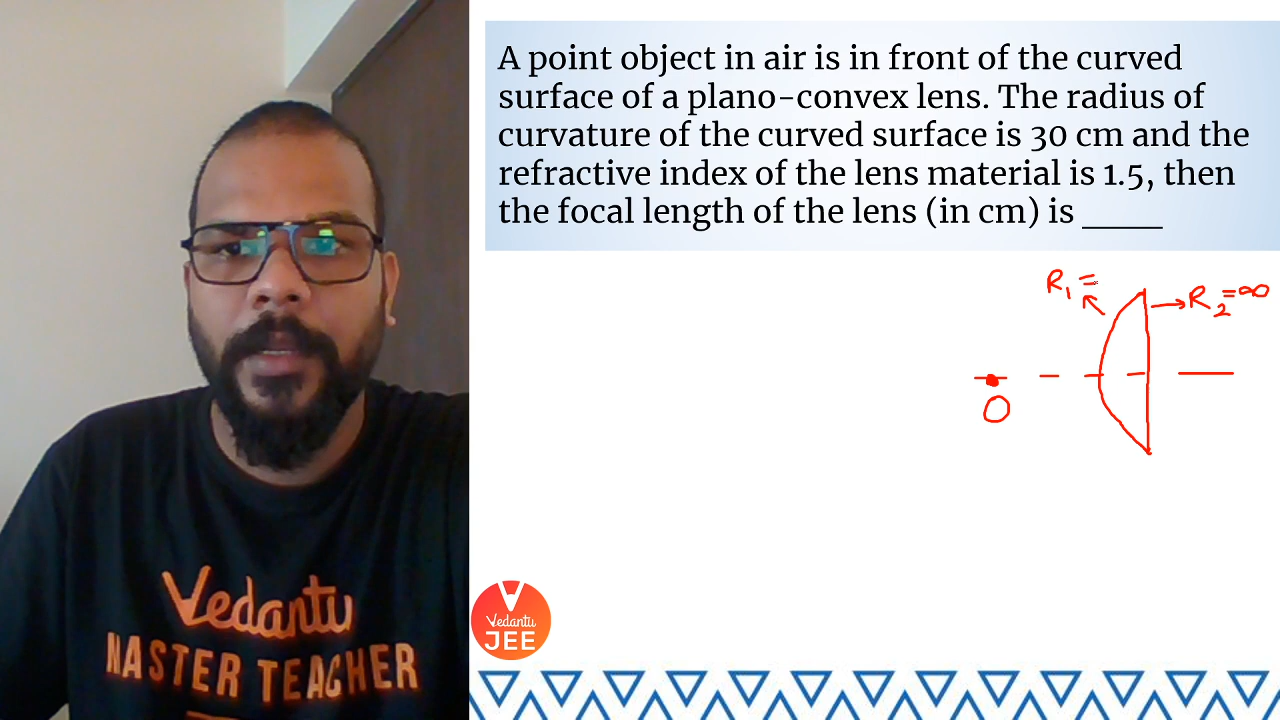 A point object in air is in front of the curved
surface of a plano-convex lens. The radius of
curvature of the curved surface is 30 cm and the
refractive index of the lens material is 1.5, then
the focal length of the lens (in cm) is ____
R₁ =
R₂ = ∞
O
Vedantu
MASTER TEACHER
Vedantu
JEE